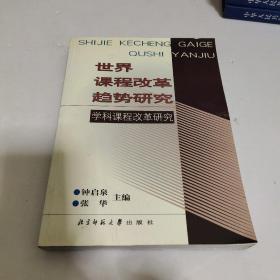 SHIJIE KECHENG GAIGE
QUSHI YANJIU
世界
课程改革
趋势研究
学科课程改革研究
●钟启泉
●张华
主编
北京师范大学出版社